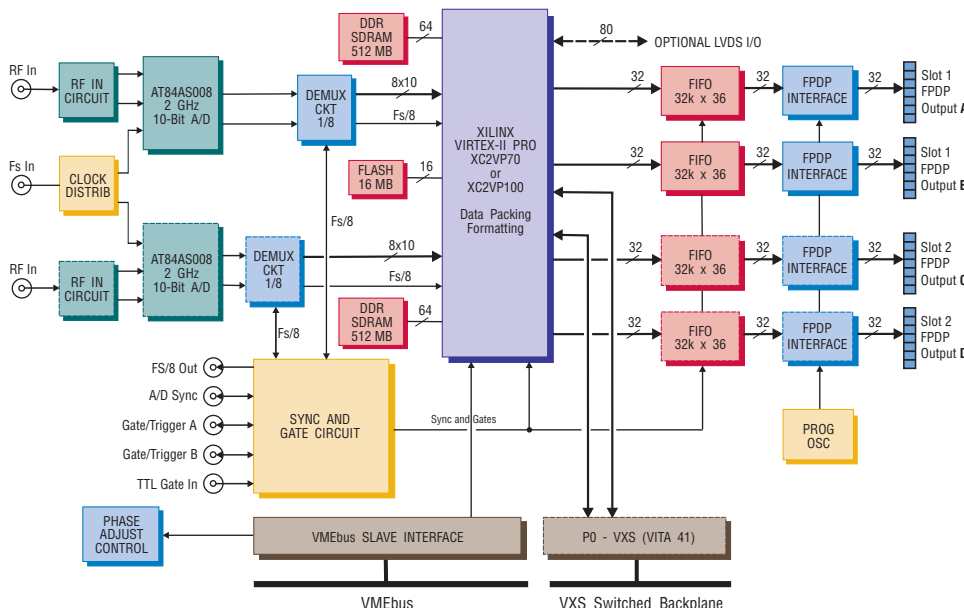 RF In
RF IN
CIRCUIT
AT84AS008
2 GHz
10-Bit A/D
DEMUX
CKT
1/8
8x10
Fs/8
DDR
SDRAM
512 MB
64
XILINX
VIRTEX-II PRO
XC2VP70
or
XC2VP100
Data Packing
Formatting
80
OPTIONAL LVDS I/O
32
FIFO
32k x 36
32
FPDP
INTERFACE
32
Slot 1
FPDP
Output A
Fs In
CLOCK
DISTRIB
FLASH
16 MB
16
32
FIFO
32k x 36
32
FPDP
INTERFACE
32
Slot 1
FPDP
Output B
Fs/8
RF In
RF IN
CIRCUIT
AT84AS008
2 GHz
10-Bit A/D
DEMUX
CKT
1/8
8x10
Fs/8
32
FIFO
32k x 36
32
FPDP
INTERFACE
32
Slot 2
FPDP
Output C
Fs/8
DDR
SDRAM
512 MB
64
32
FIFO
32k x 36
32
FPDP
INTERFACE
32
Slot 2
FPDP
Output D
FS/8 Out
A/D Sync
Gate/Trigger A
Gate/Trigger B
TTL Gate In
SYNC AND
GATE CIRCUIT
Sync and Gates
PROG
OSC
PHASE
ADJUST
CONTROL
VMEbus SLAVE INTERFACE
P0 - VXS (VITA 41)
VMEbus
VXS Switched Backplane